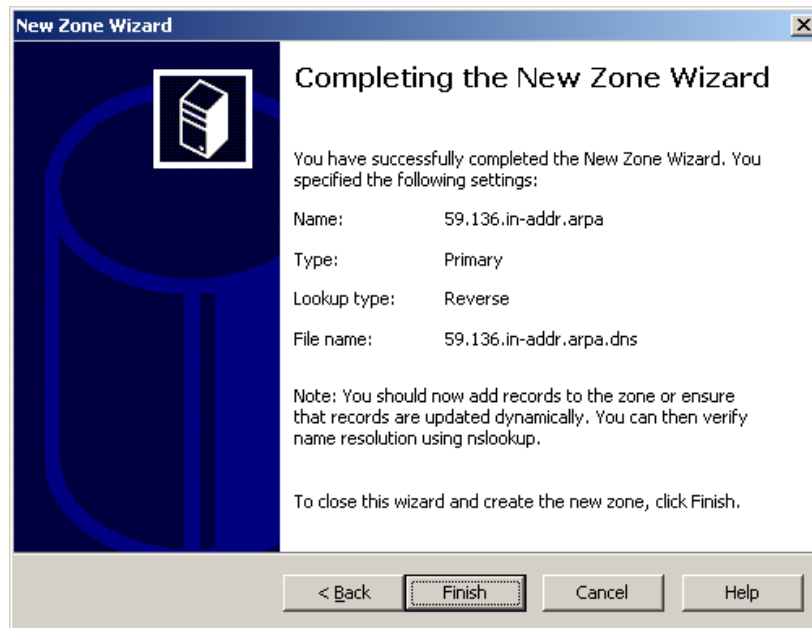 New Zone Wizard
Completing the New Zone Wizard
You have successfully completed the New Zone Wizard. You
specified the following settings:
Name: 59.136.in-addr.arpa
Type: Primary
Lookup type: Reverse
File name: 59.136.in-addr.arpa.dns
Note: You should now add records to the zone or ensure
that records are updated dynamically. You can then verify
name resolution using nslookup.
To close this wizard and create the new zone, click Finish.
< Back Finish Cancel Help